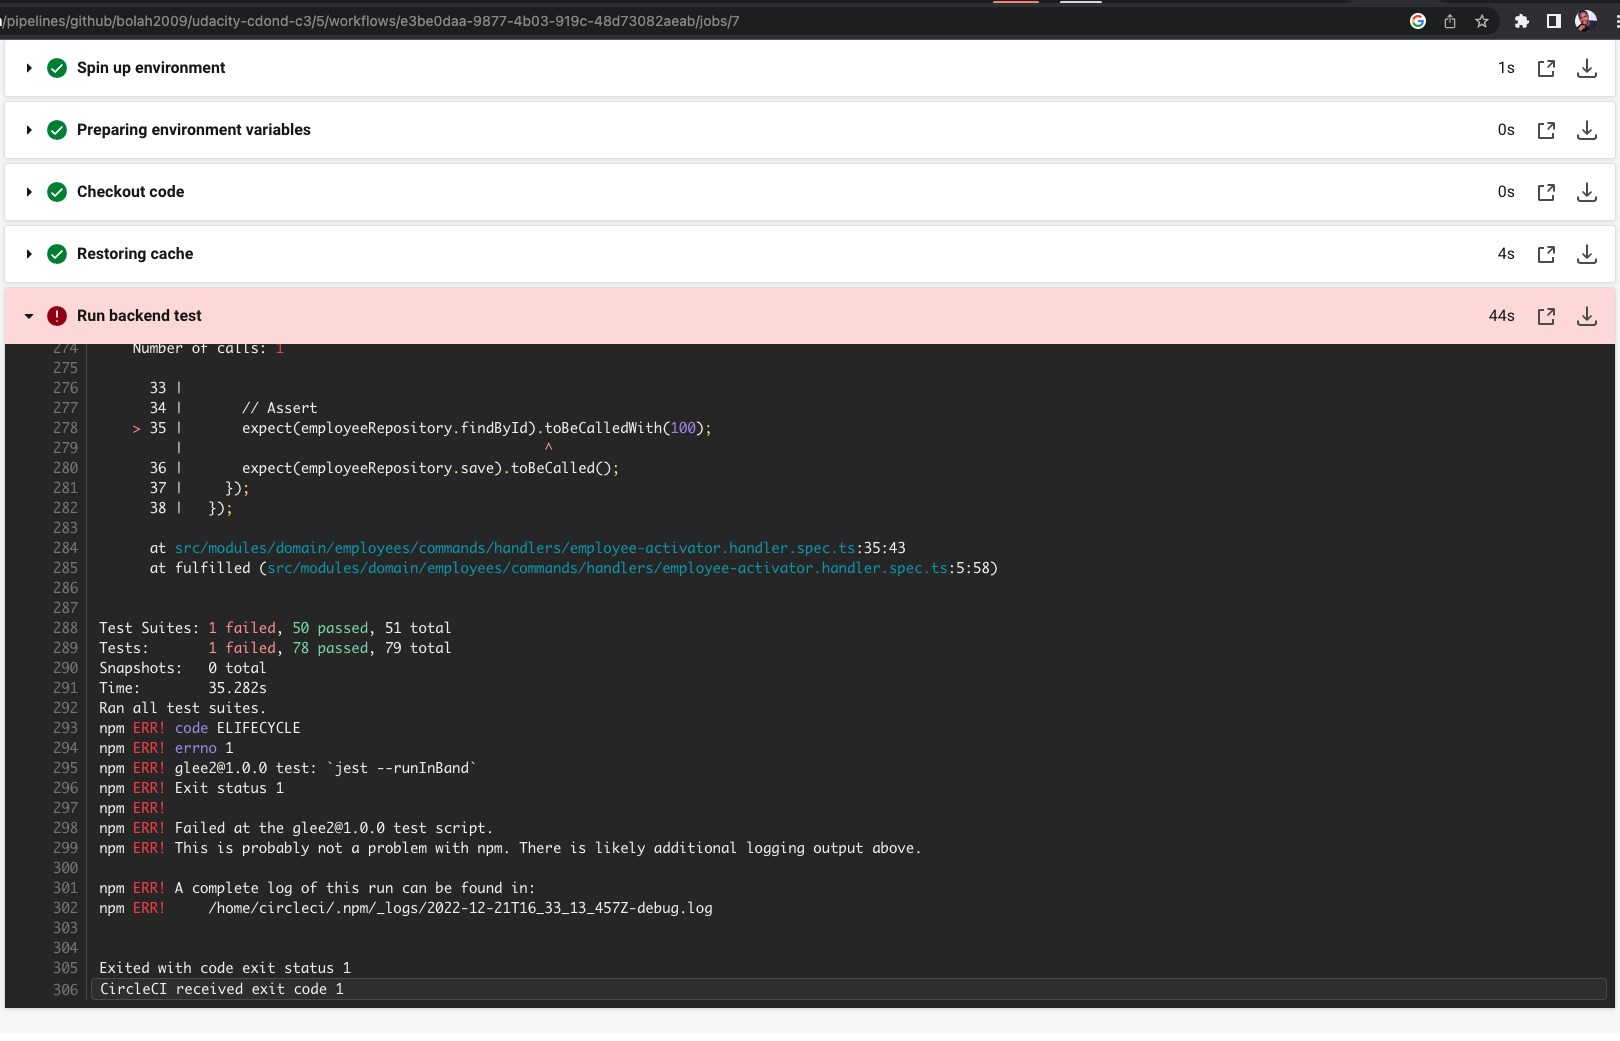 /pipelines/github/bolah2009/udacity-cdond-c3/5/workflows/e3be0daa-9877-4b03-919c-48d73082aeab/jobs/7
Spin up environment 1s
Preparing environment variables 0s
Checkout code 0s
Restoring cache 4s
Run backend test 44s
274 Number of calls: 1
275
276 33 |
277 34 | // Assert
278 > 35 | expect(employeeRepository.findById).toBeCalledWith(100);
279 | ^
280 36 | expect(employeeRepository.save).toBeCalled();
281 37 | });
282 38 | });
283
284 at src/modules/domain/employees/commands/handlers/employee-activator.handler.spec.ts:35:43
285 at fulfilled (src/modules/domain/employees/commands/handlers/employee-activator.handler.spec.ts:5:58)
286
287
288 Test Suites: 1 failed, 50 passed, 51 total
289 Tests: 1 failed, 78 passed, 79 total
290 Snapshots: 0 total
291 Time: 35.282s
292 Ran all test suites.
293 npm ERR! code ELIFECYCLE
294 npm ERR! errno 1
295 npm ERR! glee2@1.0.0 test: `jest --runInBand`
296 npm ERR! Exit status 1
297 npm ERR!
298 npm ERR! Failed at the glee2@1.0.0 test script.
299 npm ERR! This is probably not a problem with npm. There is likely additional logging output above.
300
301 npm ERR! A complete log of this run can be found in:
302 npm ERR! /home/circleci/.npm/_logs/2022-12-21T16_33_13_457Z-debug.log
303
304
305 Exited with code exit status 1
306 CircleCI received exit code 1